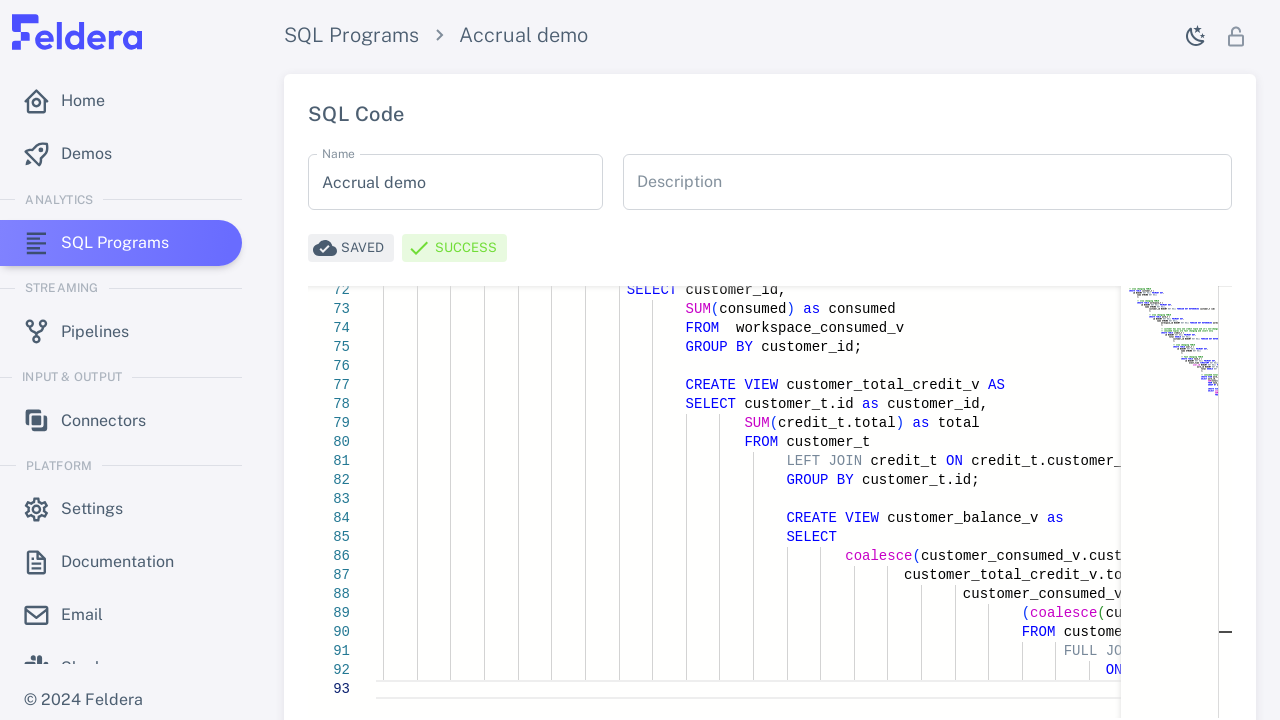 Feldera
SQL Programs > Accrual demo
Home
Demos
ANALYTICS
SQL Programs
STREAMING
Pipelines
INPUT & OUTPUT
Connectors
PLATFORM
Settings
Documentation
Email
© 2024 Feldera
SQL Code
Name
Accrual demo
Description
SAVED
SUCCESS
72 SELECT customer_id,
73 SUM(consumed) as consumed
74 FROM  workspace_consumed_v
75 GROUP BY customer_id;
76
77 CREATE VIEW customer_total_credit_v AS
78 SELECT customer_t.id as customer_id,
79 SUM(credit_t.total) as total
80 FROM customer_t
81 LEFT JOIN credit_t ON credit_t.customer_
82 GROUP BY customer_t.id;
83
84 CREATE VIEW customer_balance_v as
85 SELECT
86 coalesce(customer_consumed_v.cust
87 customer_total_credit_v.to
88 customer_consumed_v
89 (coalesce(cu
90 FROM custome
91 FULL JO
92 ON
93